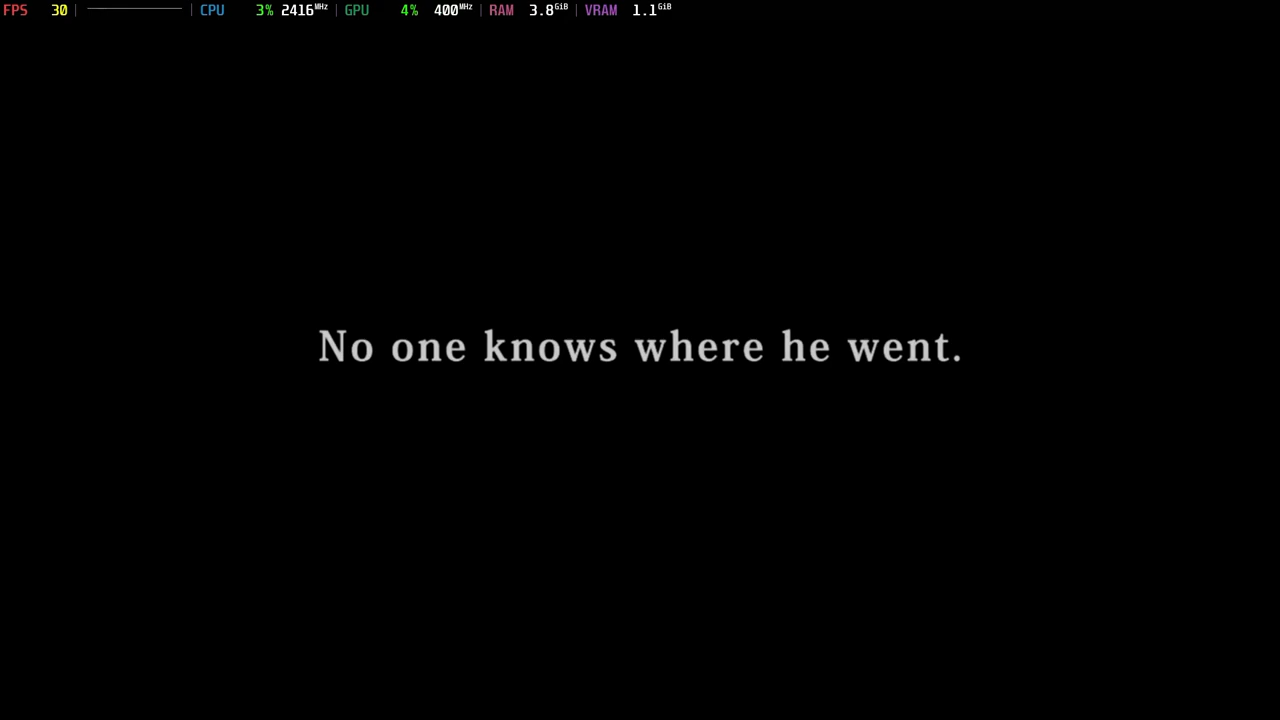 FPS 30 | CPU 3% 2416MHz | GPU 4% 400MHz | RAM 3.8GiB | VRAM 1.1GiB
No one knows where he went.